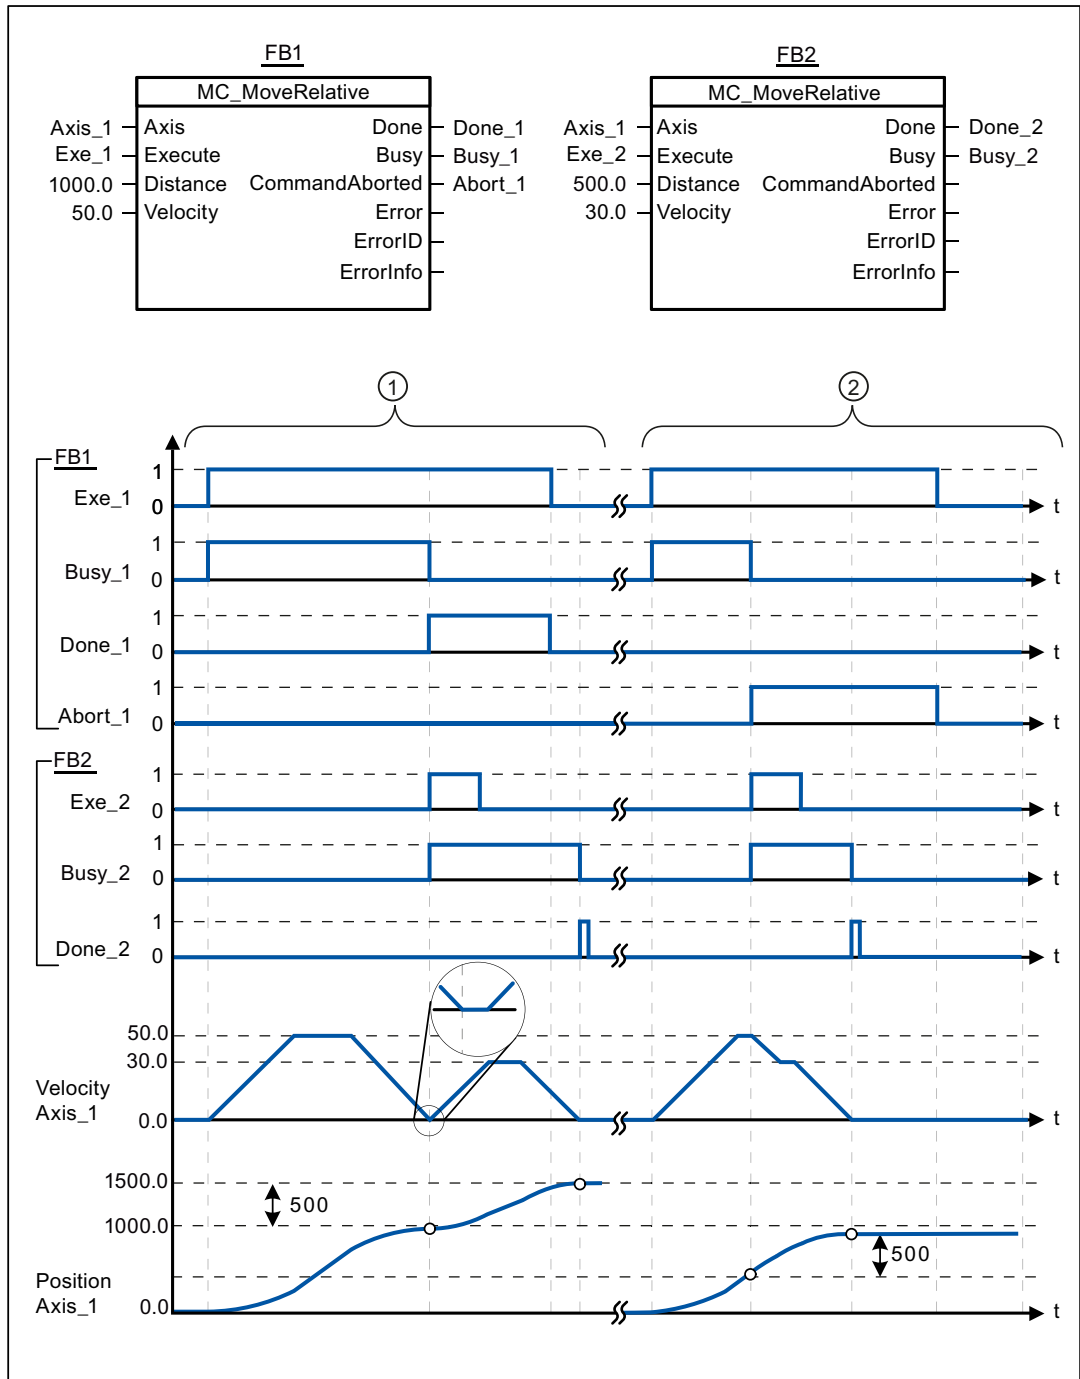 FB1
MC_MoveRelative
Axis_1 Axis Done Done_1
Exe_1 Execute Busy Busy_1
1000.0 Distance CommandAborted Abort_1
50.0 Velocity Error
ErrorID
ErrorInfo
FB2
MC_MoveRelative
Axis_1 Axis Done Done_2
Exe_2 Execute Busy Busy_2
500.0 Distance CommandAborted
30.0 Velocity Error
ErrorID
ErrorInfo
1 2
FB1
1
Exe_1 0 t
1
Busy_1 0 t
1
Done_1 0 t
1
Abort_1 0 t
FB2
1
Exe_2 0 t
1
Busy_2 0 t
1
Done_2 0 t
50.0
30.0
Velocity
Axis_1 0.0 t
1500.0
500
1000.0
500
Position
Axis_1 0.0 t